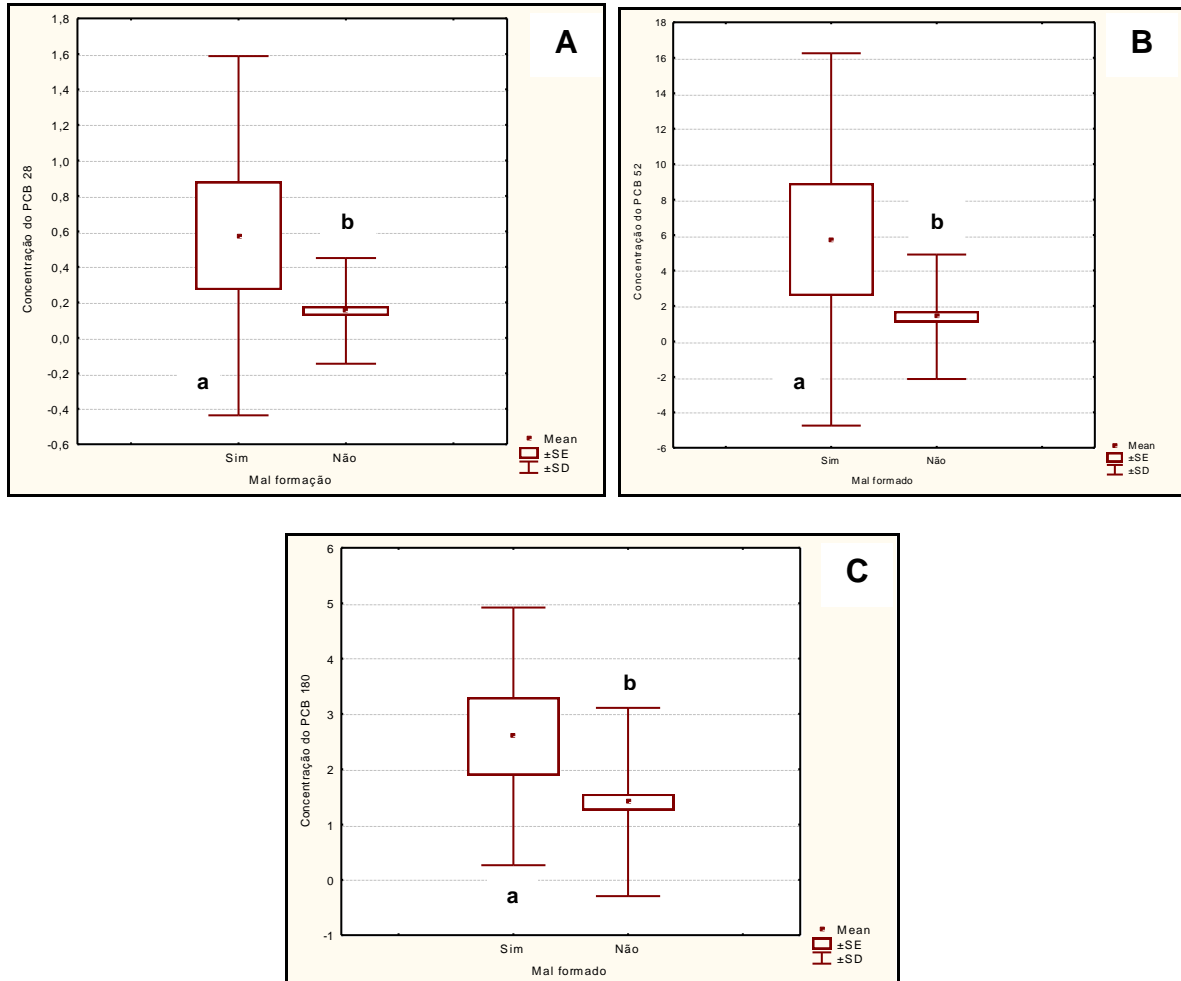 A
Concentração do PCB 28
1,8
1,6
1,4
1,2
1,0
0,8
0,6
0,4
0,2
0,0
-0,2
-0,4
-0,6
b
a
Sim Não
Mal formação
Mean
±SE
±SD
B
Concentração do PCB 52
18
16
14
12
10
8
6
4
2
0
-2
-4
-6
b
a
Sim Não
Mal formado
Mean
±SE
±SD
C
Concentração do PCB 180
6
5
4
3
2
1
0
-1
b
a
Sim Não
Mal formado
Mean
±SE
±SD